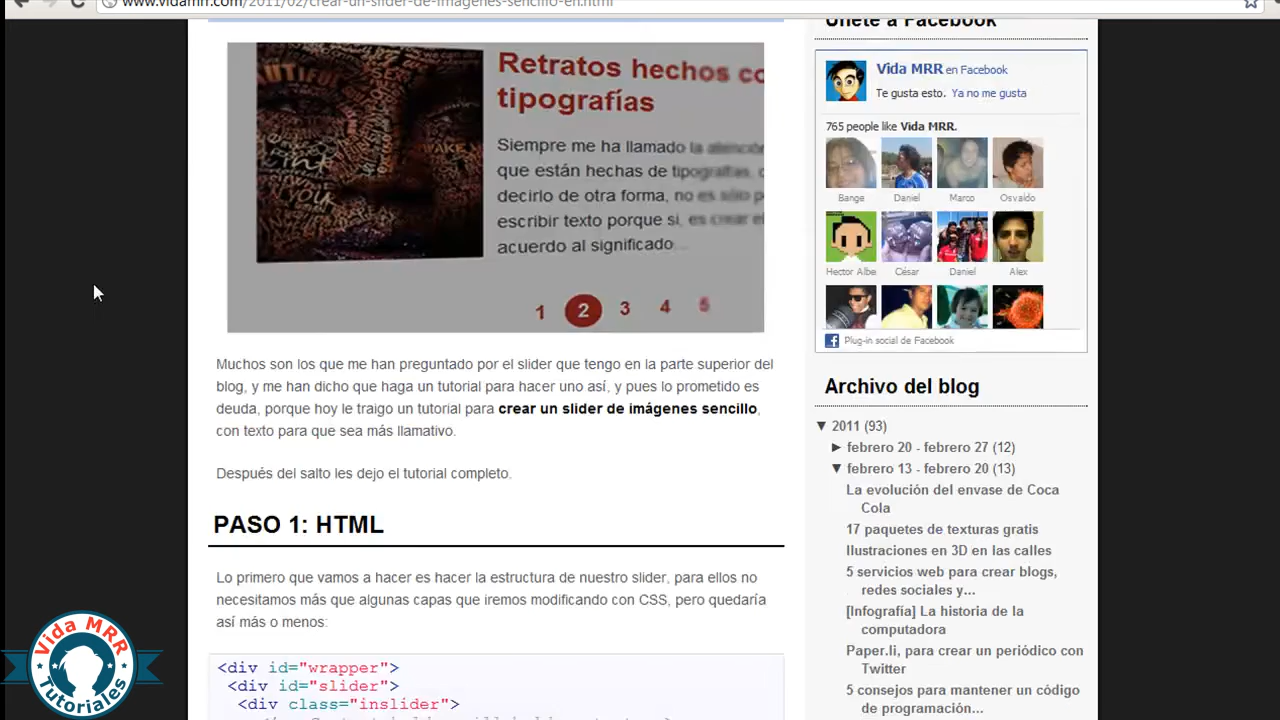 www.vidamrr.com/2011/02/crear-un-slider-de-imagenes-sencillo-en.html
Retratos hechos co
tipografías
Siempre me ha llamado la atención
que están hechas de tipografías,
decirlo de otra forma, no es sólo p
escribir texto porque si, es crear el
acuerdo al significado...
1 2 3 4 5
Muchos son los que me han preguntado por el slider que tengo en la parte superior del
blog, y me han dicho que haga un tutorial para hacer uno así, y pues lo prometido es
deuda, porque hoy le traigo un tutorial para crear un slider de imágenes sencillo,
con texto para que sea más llamativo.
Después del salto les dejo el tutorial completo.
PASO 1: HTML
Lo primero que vamos a hacer es hacer la estructura de nuestro slider, para ellos no
necesitamos más que algunas capas que iremos modificando con CSS, pero quedaría
así más o menos:
<div id="wrapper">
<div id="slider">
<div class="inslider">
Únete a Facebook
Vida MRR en Facebook
Te gusta esto. Ya no me gusta
765 people like Vida MRR.
Bange Daniel Marco Osvaldo
Hector Albe César Daniel Alex
Plug-in social de Facebook
Archivo del blog
▼ 2011 (93)
► febrero 20 - febrero 27 (12)
▼ febrero 13 - febrero 20 (13)
La evolución del envase de Coca
Cola
17 paquetes de texturas gratis
Ilustraciones en 3D en las calles
5 servicios web para crear blogs,
redes sociales y...
[Infografía] La historia de la
computadora
Paper.li, para crear un periódico con
Twitter
5 consejos para mantener un código
de programación...
Vida MRR
Tutoriales